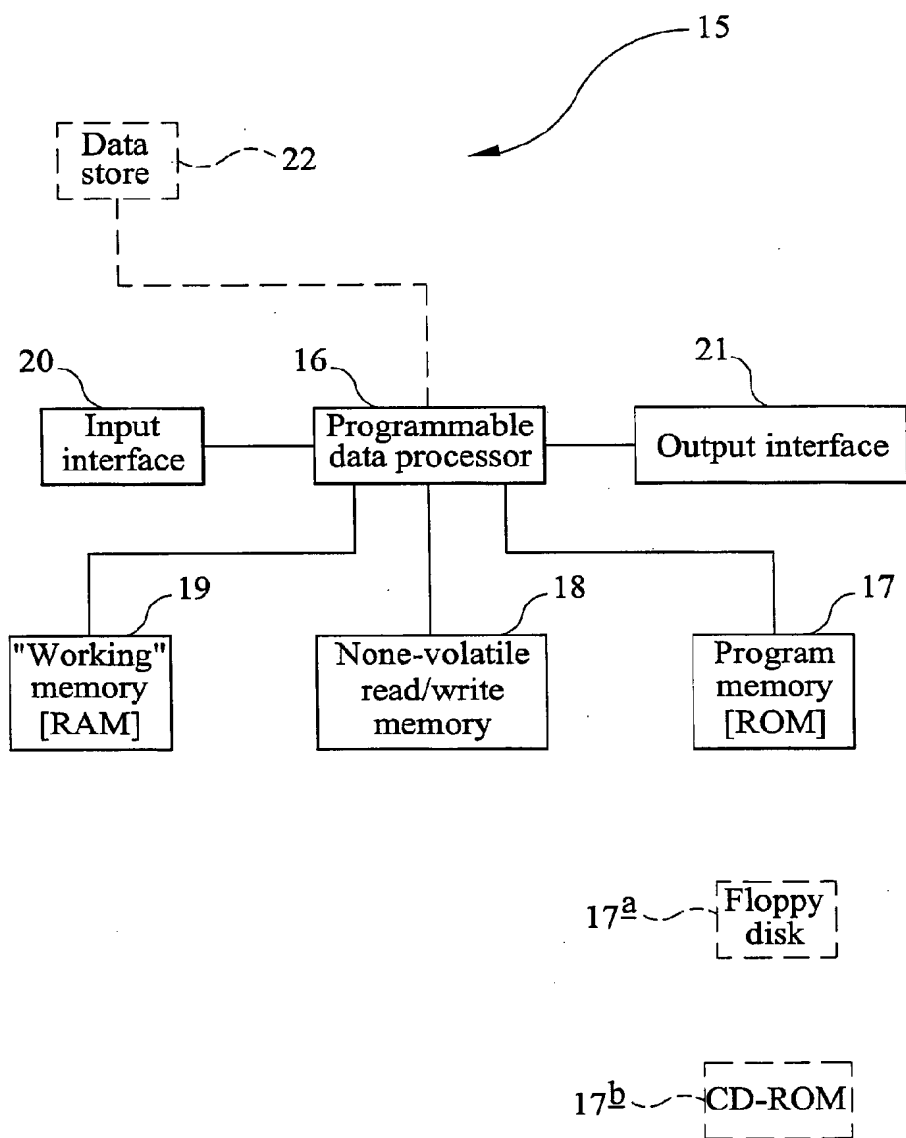 15
Data
store
22
20
16
21
Input
interface
Programmable
data processor
Output interface
19
18
17
"Working"
memory
[RAM]
None-volatile
read/write
memory
Program
memory
[ROM]
17a
Floppy
disk
17b
CD-ROM